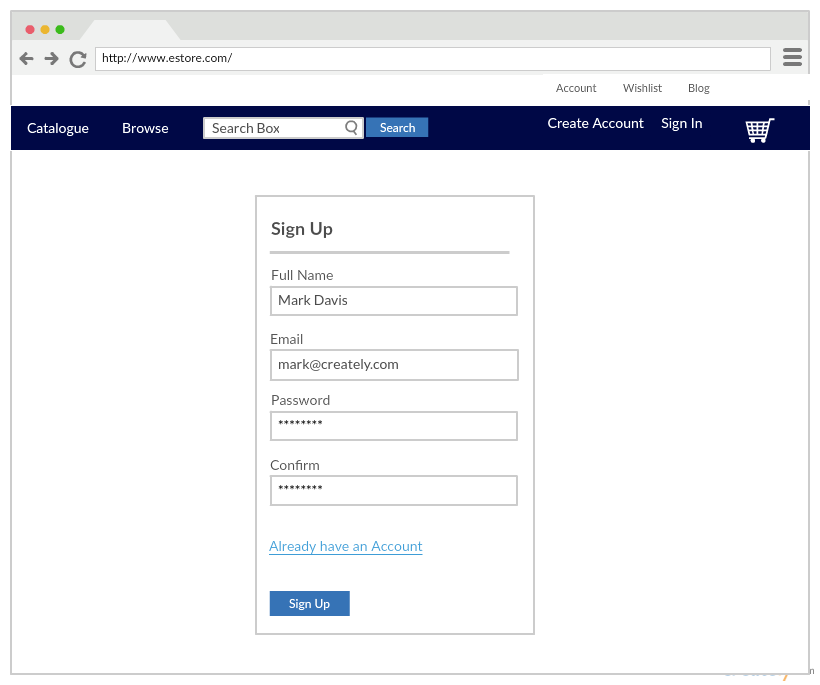 http://www.estore.com/
Account Wishlist Blog
Catalogue Browse Search Box Search Create Account Sign In
Sign Up
Full Name
Mark Davis
Email
mark@creately.com
Password
********
Confirm
********
Already have an Account
Sign Up